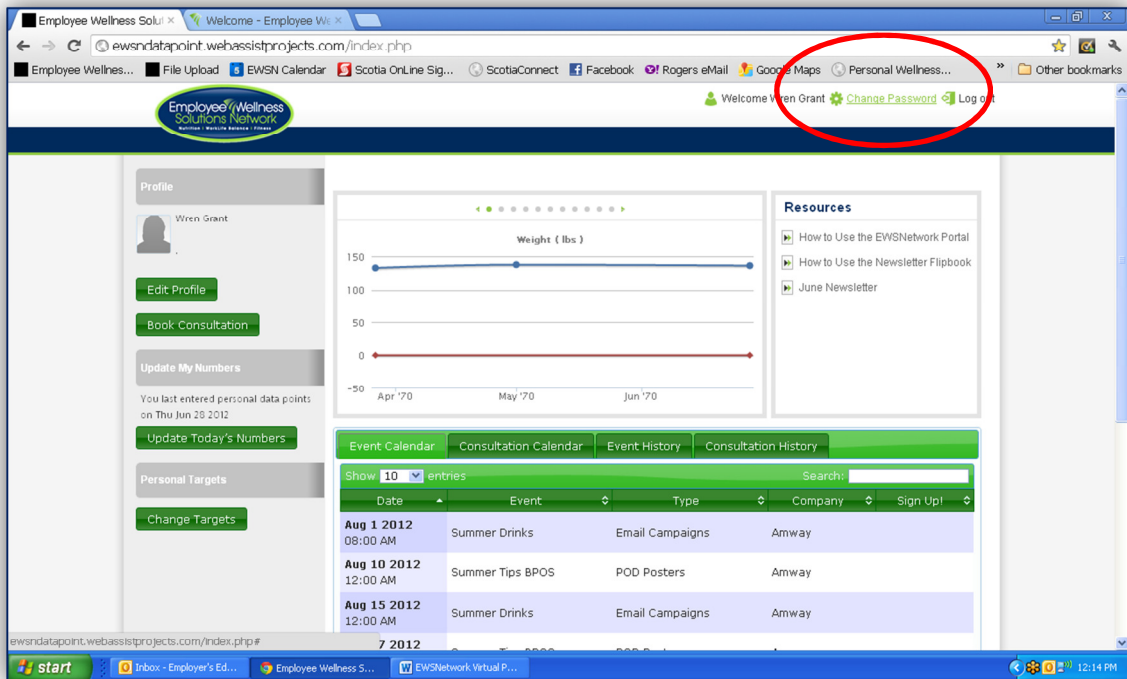 Employee Wellness Solut
Welcome - Employee We
ewsndatapoint.webassistprojects.com/index.php
Employee Wellnes...
File Upload
5
EWSN Calendar
Scotia OnLine Sig...
ScotiaConnect
Facebook
Rogers eMail
Google Maps
Personal Wellness...
»
Other bookmarks
Employee Wellness
Solutions Network
Nutrition | WorkLife Balance | Fitness
Welcome Wren Grant
Change Password
Log out
Profile
Wren Grant
.
Edit Profile
Book Consultation
Update My Numbers
You last entered personal data points
on Thu Jun 28 2012
Update Today's Numbers
Personal Targets
Change Targets
Weight ( lbs )
150
100
50
0
-50
Apr '70
May '70
Jun '70
Resources
How to Use the EWSNetwork Portal
How to Use the Newsletter Flipbook
June Newsletter
Event Calendar
Consultation Calendar
Event History
Consultation History
Show 10 entries
Search:
Date Event Type Company Sign Up!
Aug 1 2012
08:00 AM
Summer Drinks
Email Campaigns
Amway
Aug 10 2012
12:00 AM
Summer Tips BPOS
POD Posters
Amway
Aug 15 2012
12:00 AM
Summer Drinks
Email Campaigns
Amway
7 2012
ewsndatapoint.webassistprojects.com/index.php#
start
Inbox - Employer's Ed...
Employee Wellness S...
EWSNetwork Virtual P...
12:14 PM